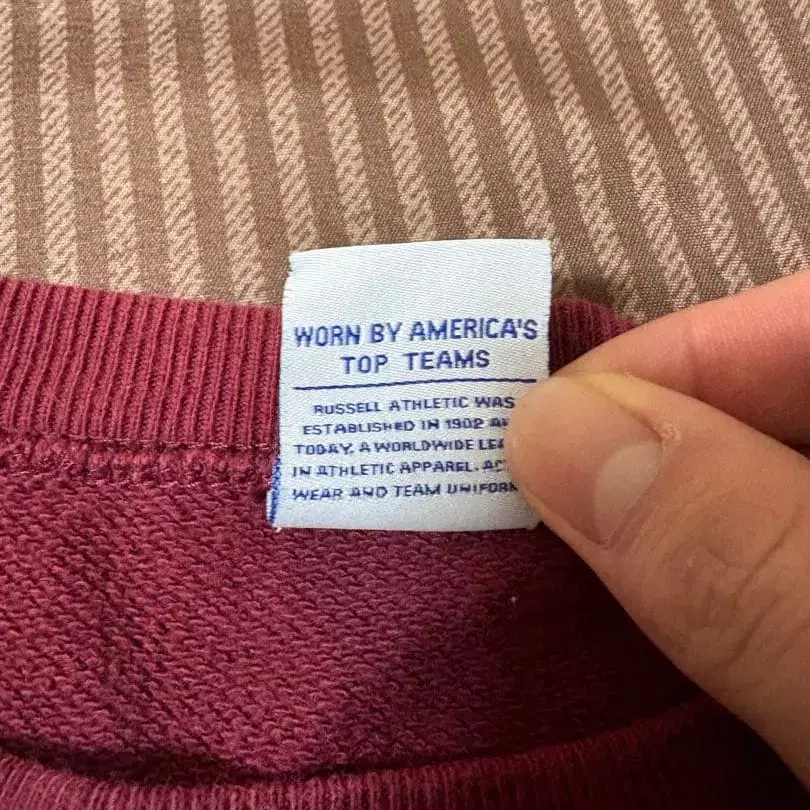 WORN BY AMERICA'S
TOP TEAMS
RUSSELL ATHLETIC WAS
ESTABLISHED IN 1902
TODAY, A WORLDWIDE
IN ATHLETIC APPAREL,
WEAR AND TEAM